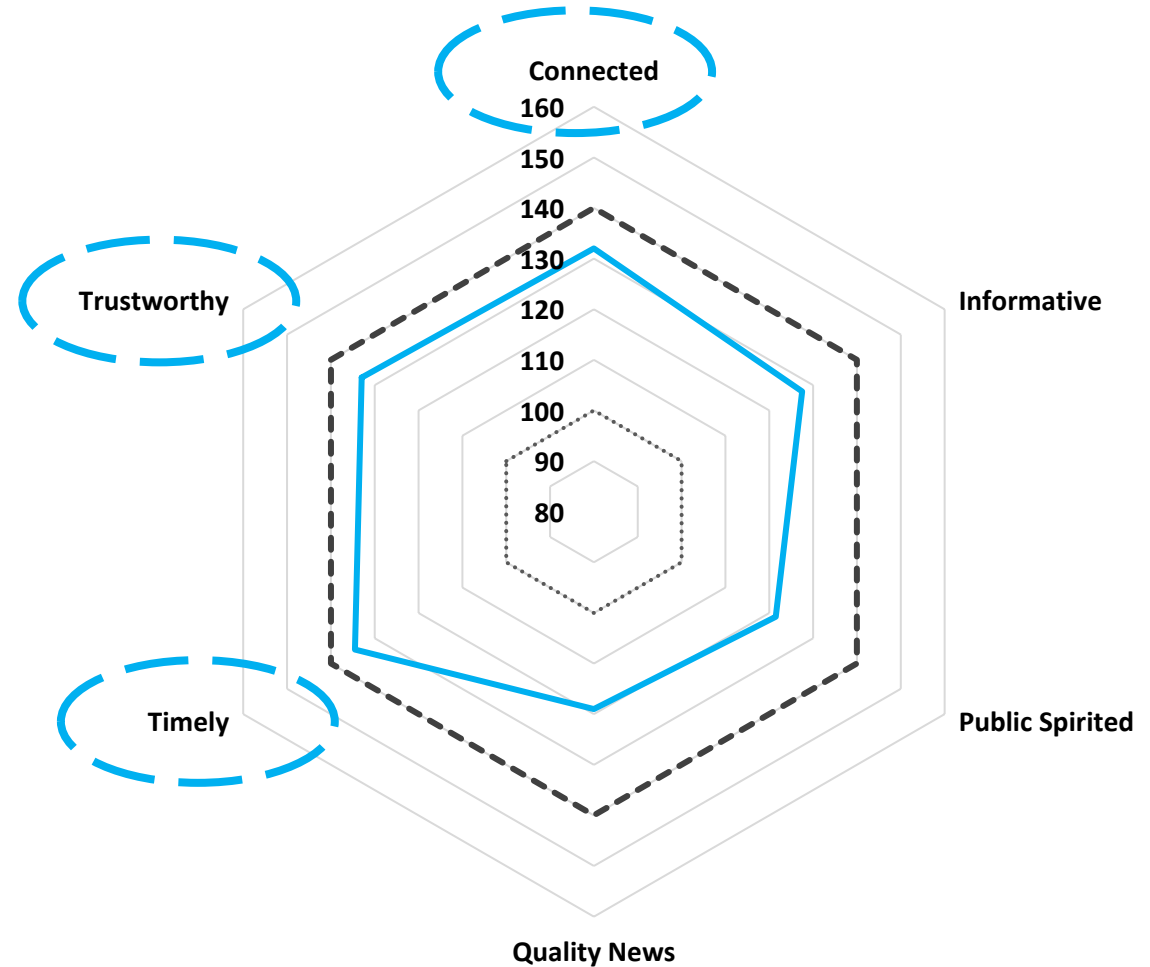 Connected
160
150
140
130
120
110
100
90
80
Trustworthy
Informative
Timely
Public Spirited
Quality News